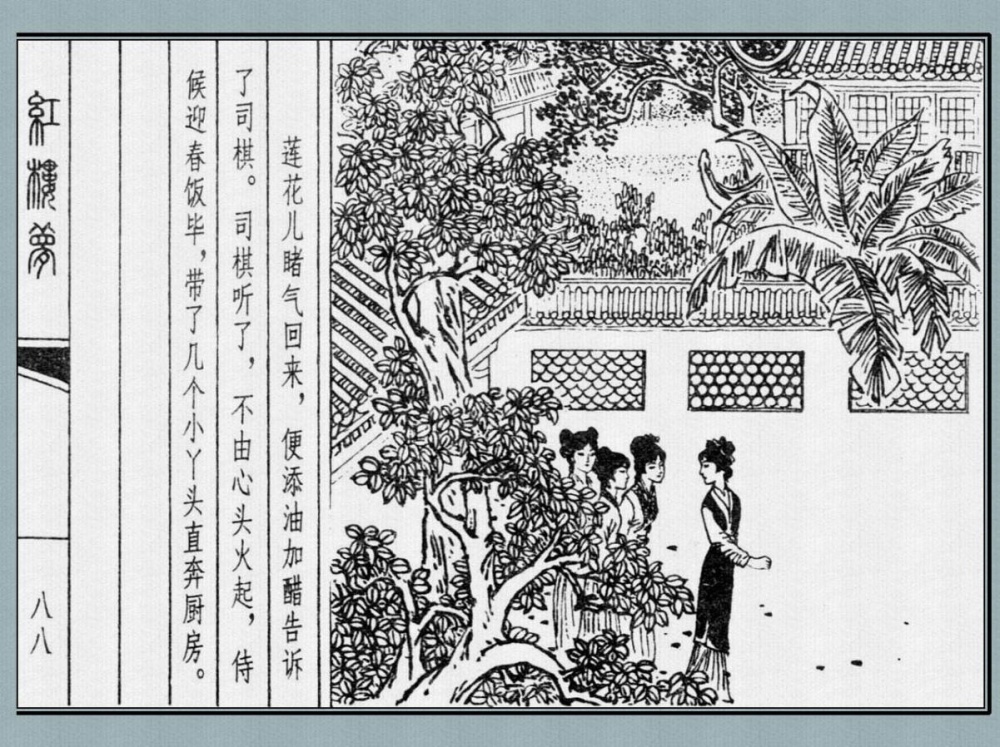 莲花儿睹气回来，便添油加醋告诉
了司棋。司棋听了，不由心头火起，侍
候迎春饭毕，带了几个小丫头直奔厨房。
紅樓夢
八八